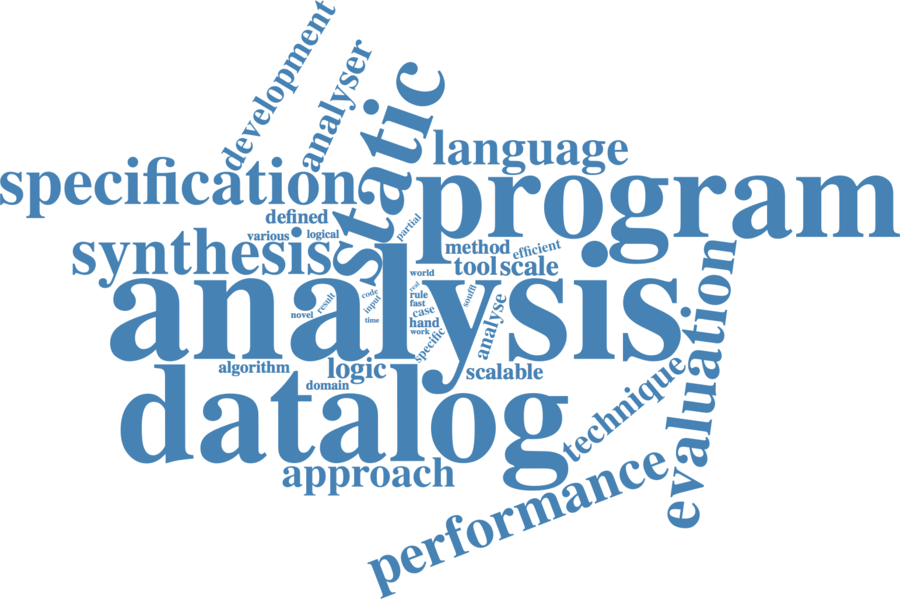 development
analyser
static
language
specification
program
defined
partial
various
logical
synthesis
method
efficient
tool
scale
analysis
world
real
souffl
code
input
result
rule
fast
case
novel
time
hand
work
specific
analyse
evaluation
algorithm
logic
scalable
domain
technique
datalog
approach
performance